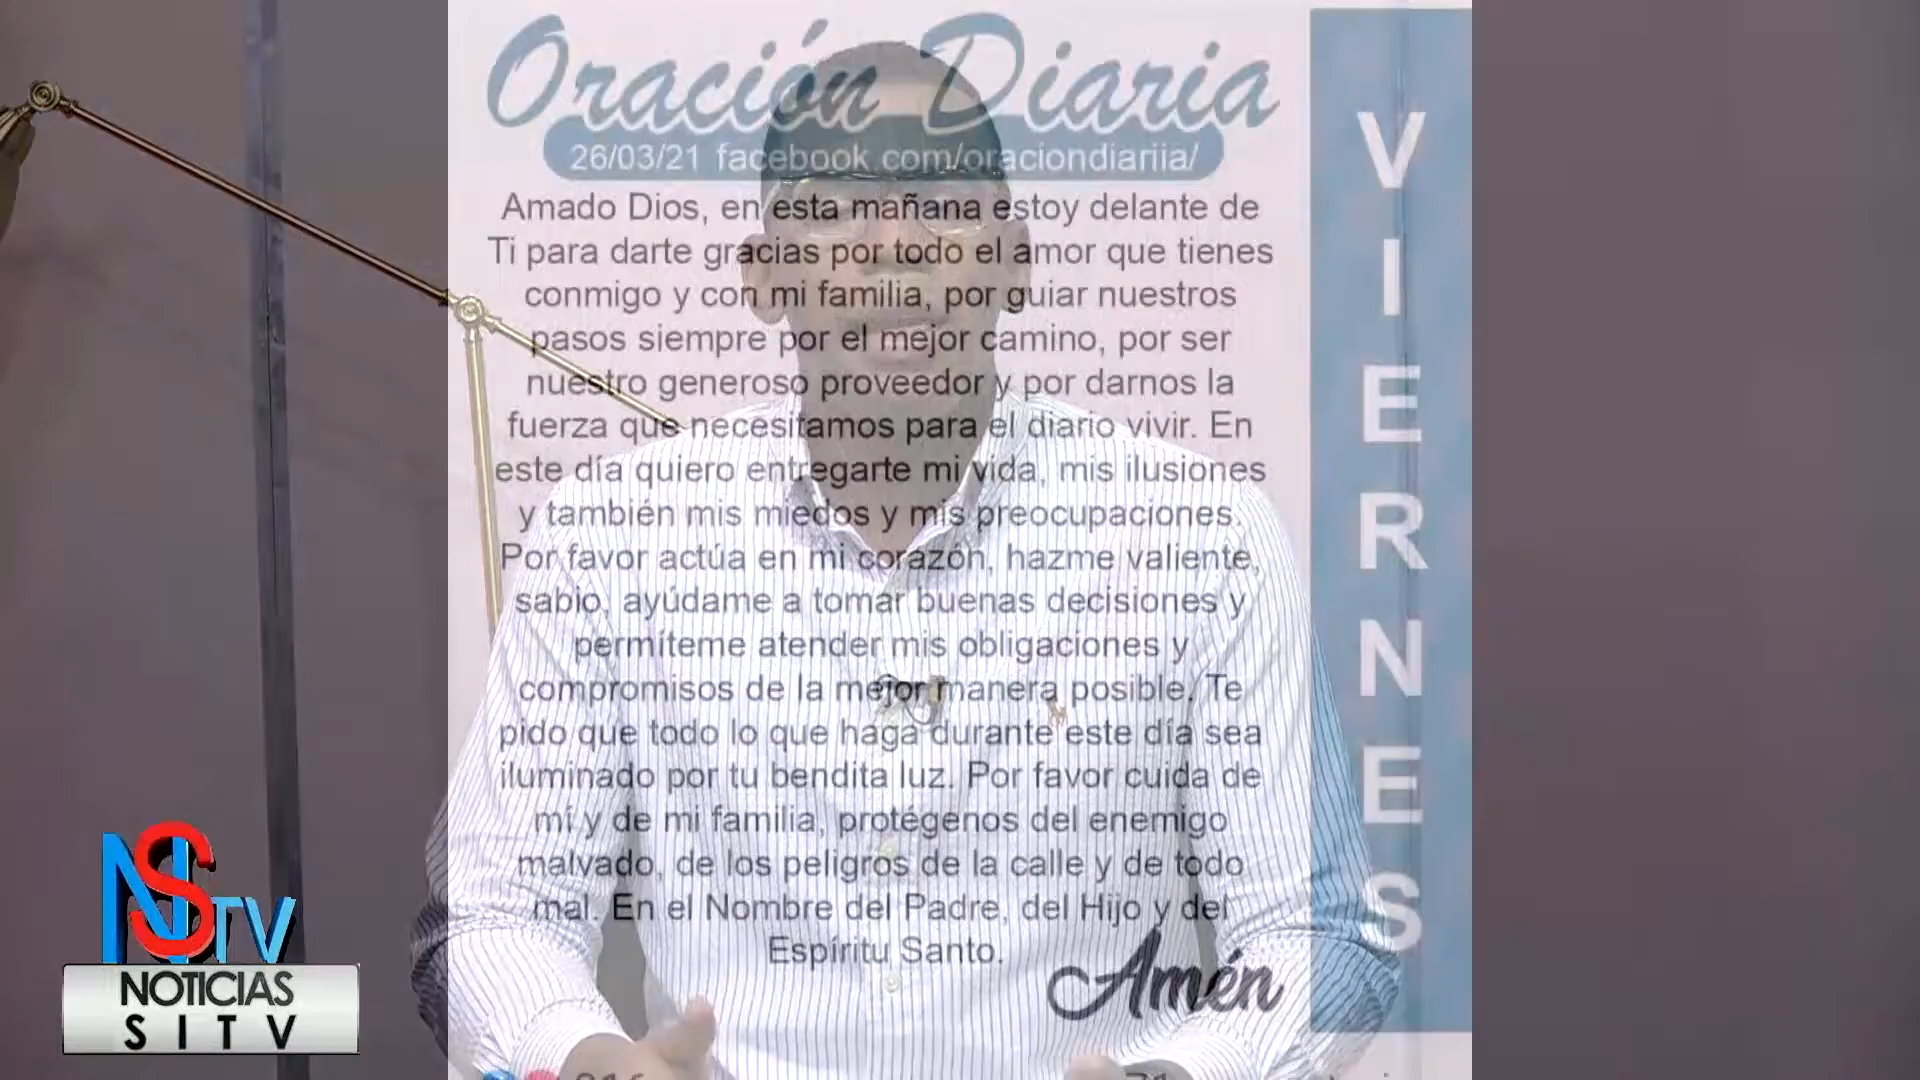 Oración Diaria
26/03/21 facebook.com/oraciondiariia/
Amado Dios, en esta mañana estoy delante de
Ti para darte gracias por todo el amor que tienes
conmigo y con mi familia, por guiar nuestros
pasos siempre por el mejor camino, por ser
nuestro generoso proveedor y por darnos la
fuerza que necesitamos para el diario vivir. En
este día quiero entregarte mi vida, mis ilusiones
y también mis miedos y mis preocupaciones.
Por favor actúa en mi corazón, hazme valiente,
sabio, ayúdame a tomar buenas decisiones y
permíteme atender mis obligaciones y
compromisos de la mejor manera posible. Te
pido que todo lo que haga durante este día sea
iluminado por tu bendita luz. Por favor cuida de
mí y de mi familia, protégenos del enemigo
malvado, de los peligros de la calle y de todo
mal. En el Nombre del Padre, del Hijo y del
Espíritu Santo.
Amén
VIERNES
NSTV
NOTICIAS
SITV